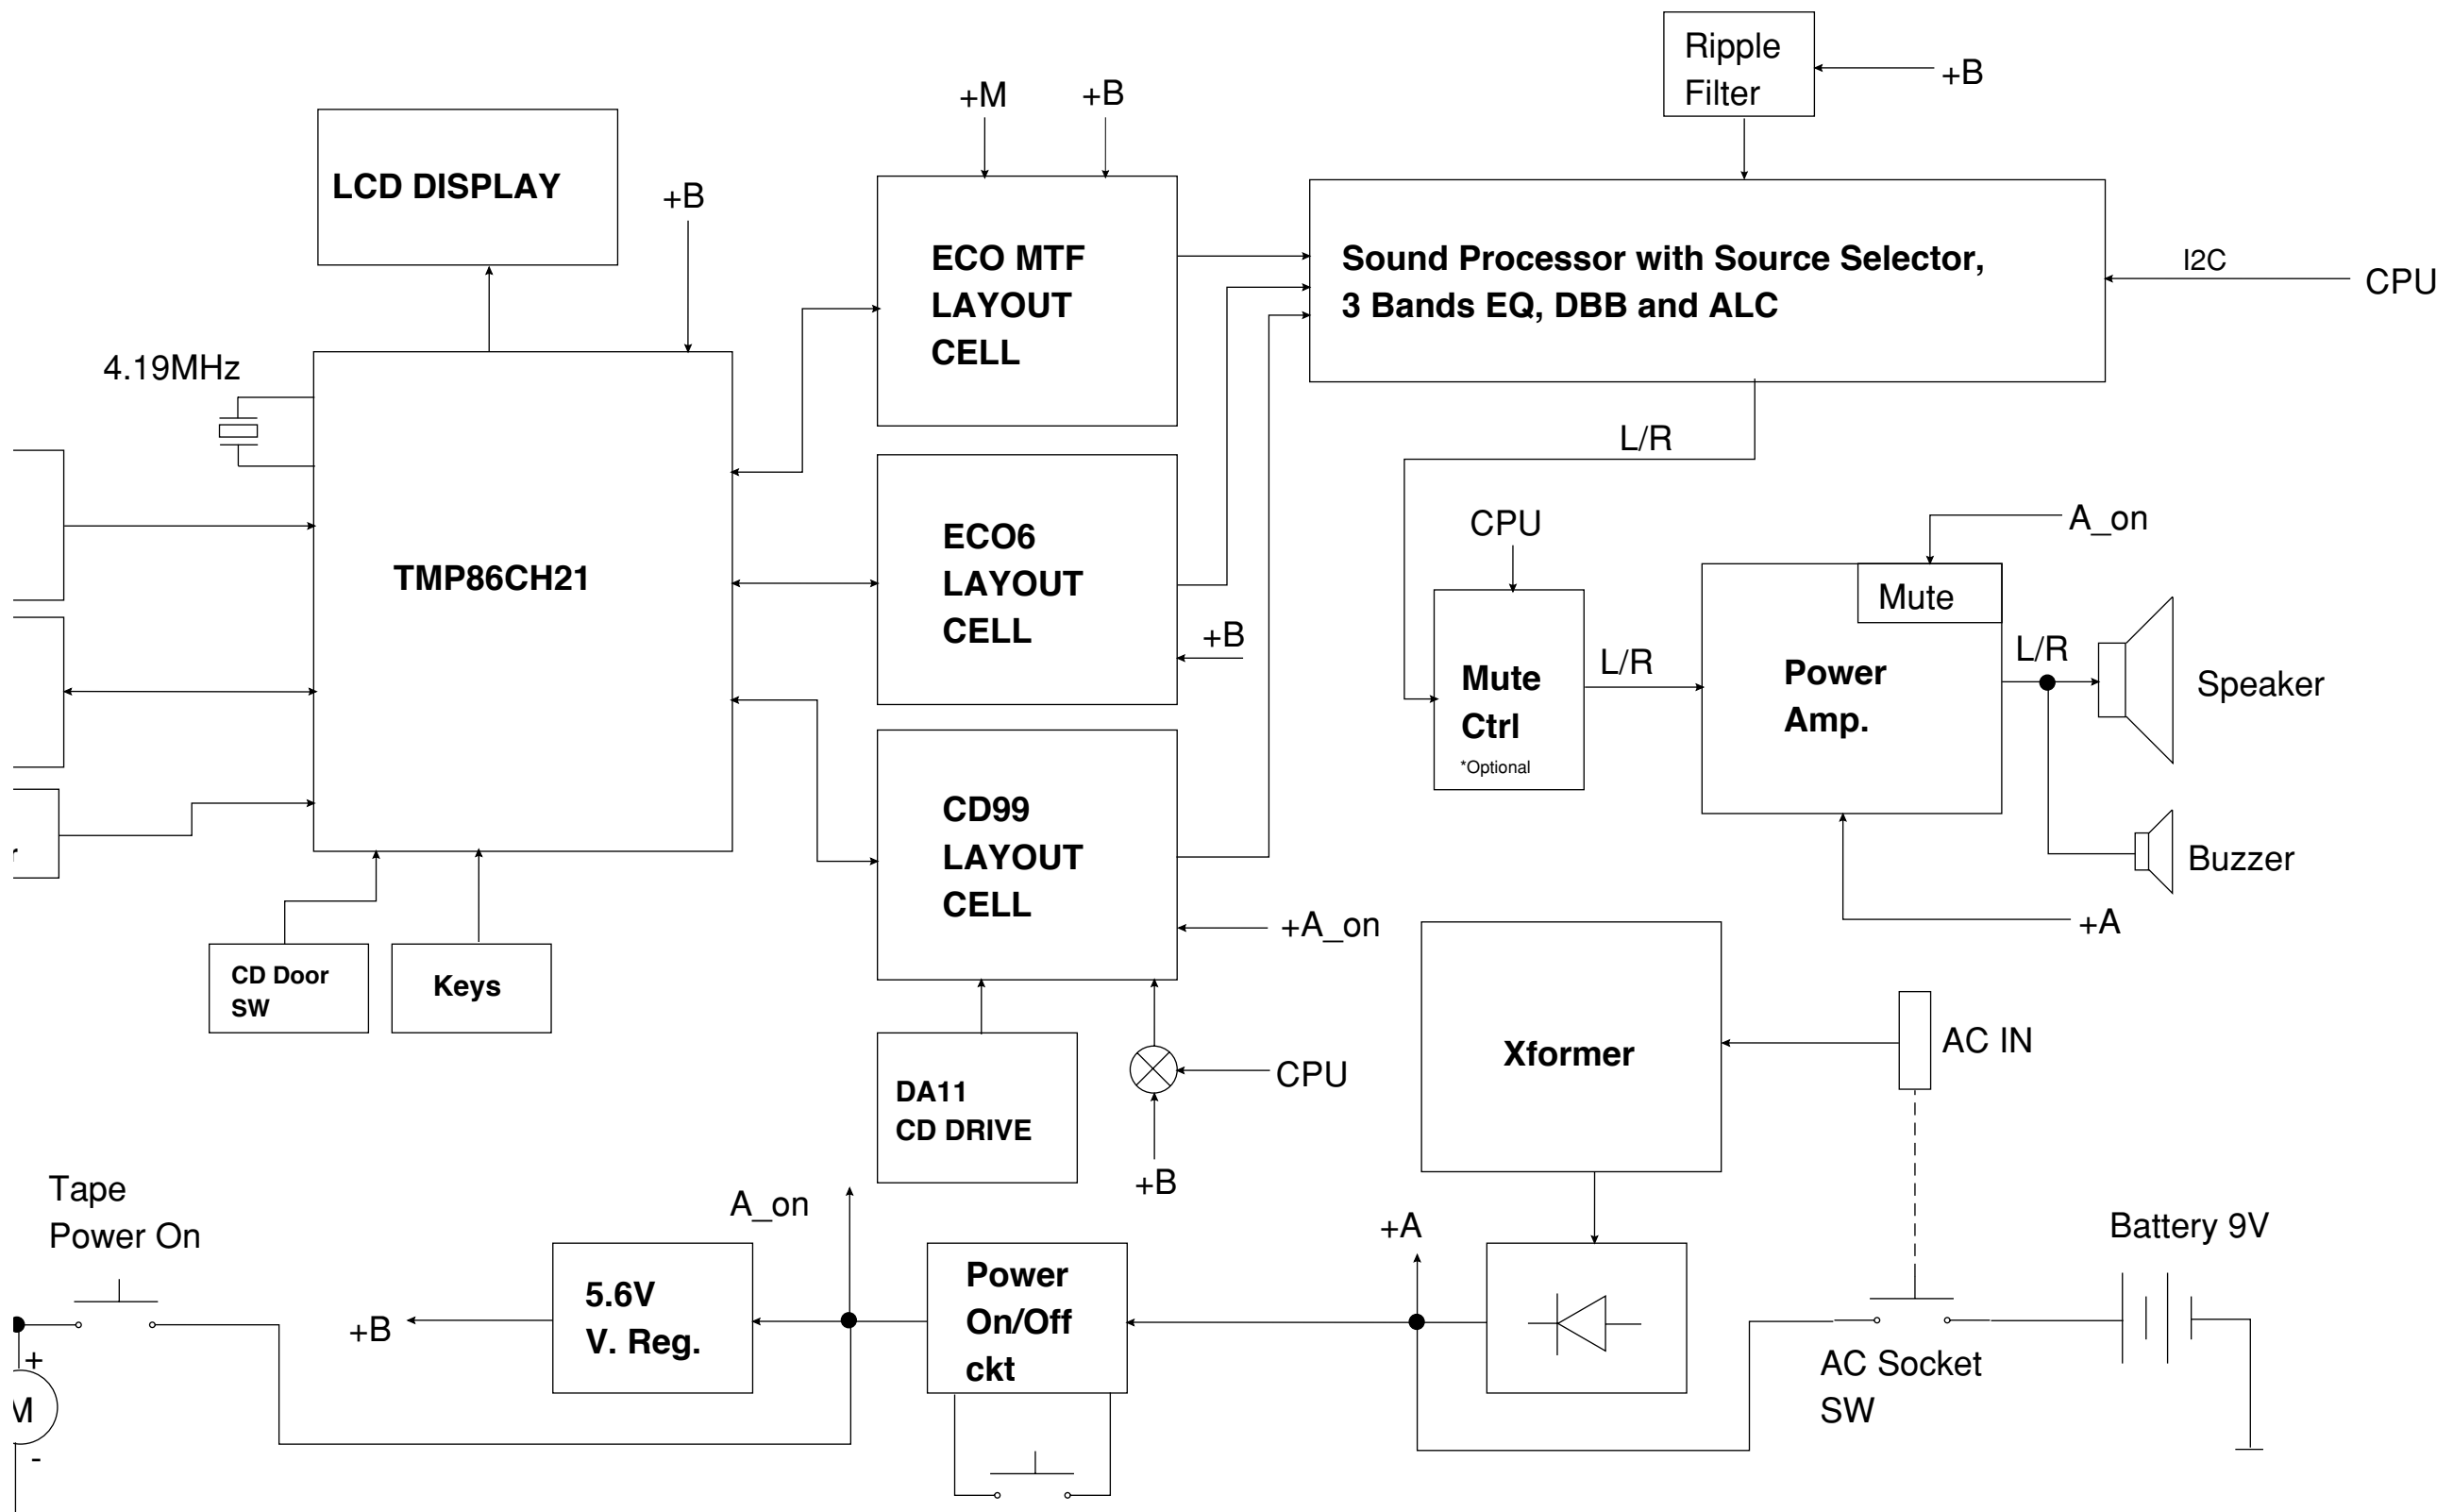 Ripple
Filter
+B
+M
+B
LCD DISPLAY
+B
ECO MTF
LAYOUT
CELL
Sound Processor with Source Selector,
3 Bands EQ, DBB and ALC
I2C
CPU
4.19MHz
L/R
TMP86CH21
ECO6
LAYOUT
CELL
+B
CPU
A_on
Mute
Mute
Ctrl
*Optional
L/R
Power
Amp.
L/R
Speaker
Buzzer
+A
r
CD99
LAYOUT
CELL
+A_on
CD Door
SW
Keys
DA11
CD DRIVE
CPU
+B
Xformer
AC IN
Tape
Power On
A_on
+A
Battery 9V
+B
5.6V
V. Reg.
Power
On/Off
ckt
AC Socket
SW
+
M
-